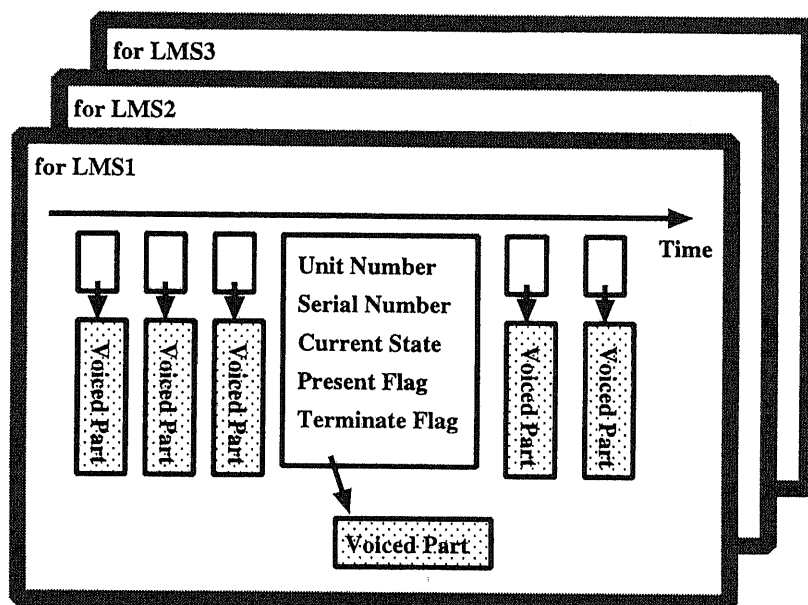 for LMS3
for LMS2
for LMS1
Time
Unit Number
Serial Number
Current State
Present Flag
Terminate Flag
Voiced Part
Voiced Part
Voiced Part
Voiced Part
Voiced Part
Voiced Part